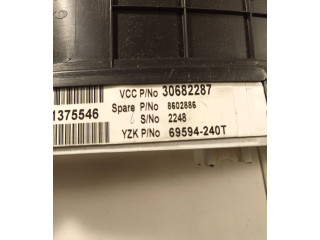 VCC P/No 30682287
Spare P/No 8602886
S/No 2248
YZK P/No 69594-240T
1375546